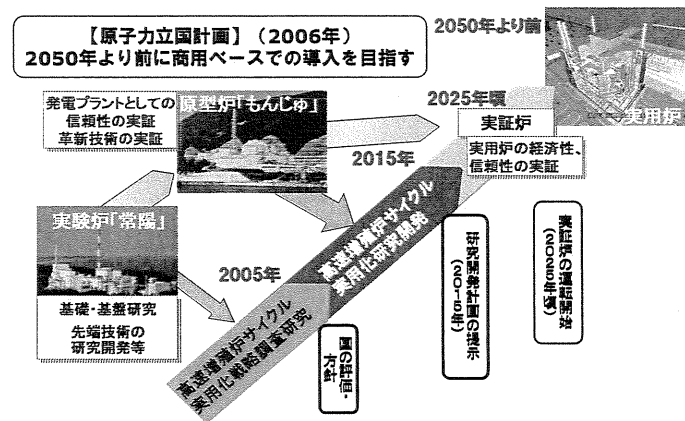 【原子力立国計画】（2006年）
2050年より前に商用ベースでの導入を目指す
2050年より前
実用炉
発電プラントとしての
信頼性の実証
革新技術の実証
原型炉「もんじゅ」
2025年頃
実証炉
実用炉の経済性、
信頼性の実証
2015年
実験炉「常陽」
基礎・基盤研究
先端技術の
研究開発等
2005年
高速増殖炉サイクル
実用化研究開発
高速増殖炉サイクル
実用化戦略調査研究
国の評価・
方針
研究開発計画の提示
(2015年)
実証炉の運転開始
(2025年頃)